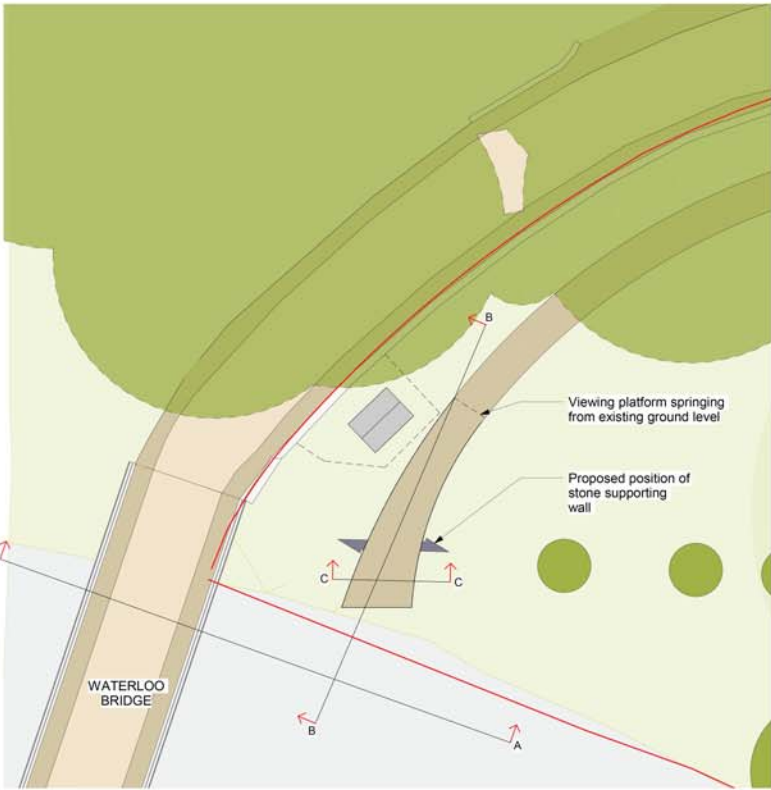 B
Viewing platform springing
from existing ground level
Proposed position of
stone supporting
wall
C
C
WATERLOO
BRIDGE
B
A